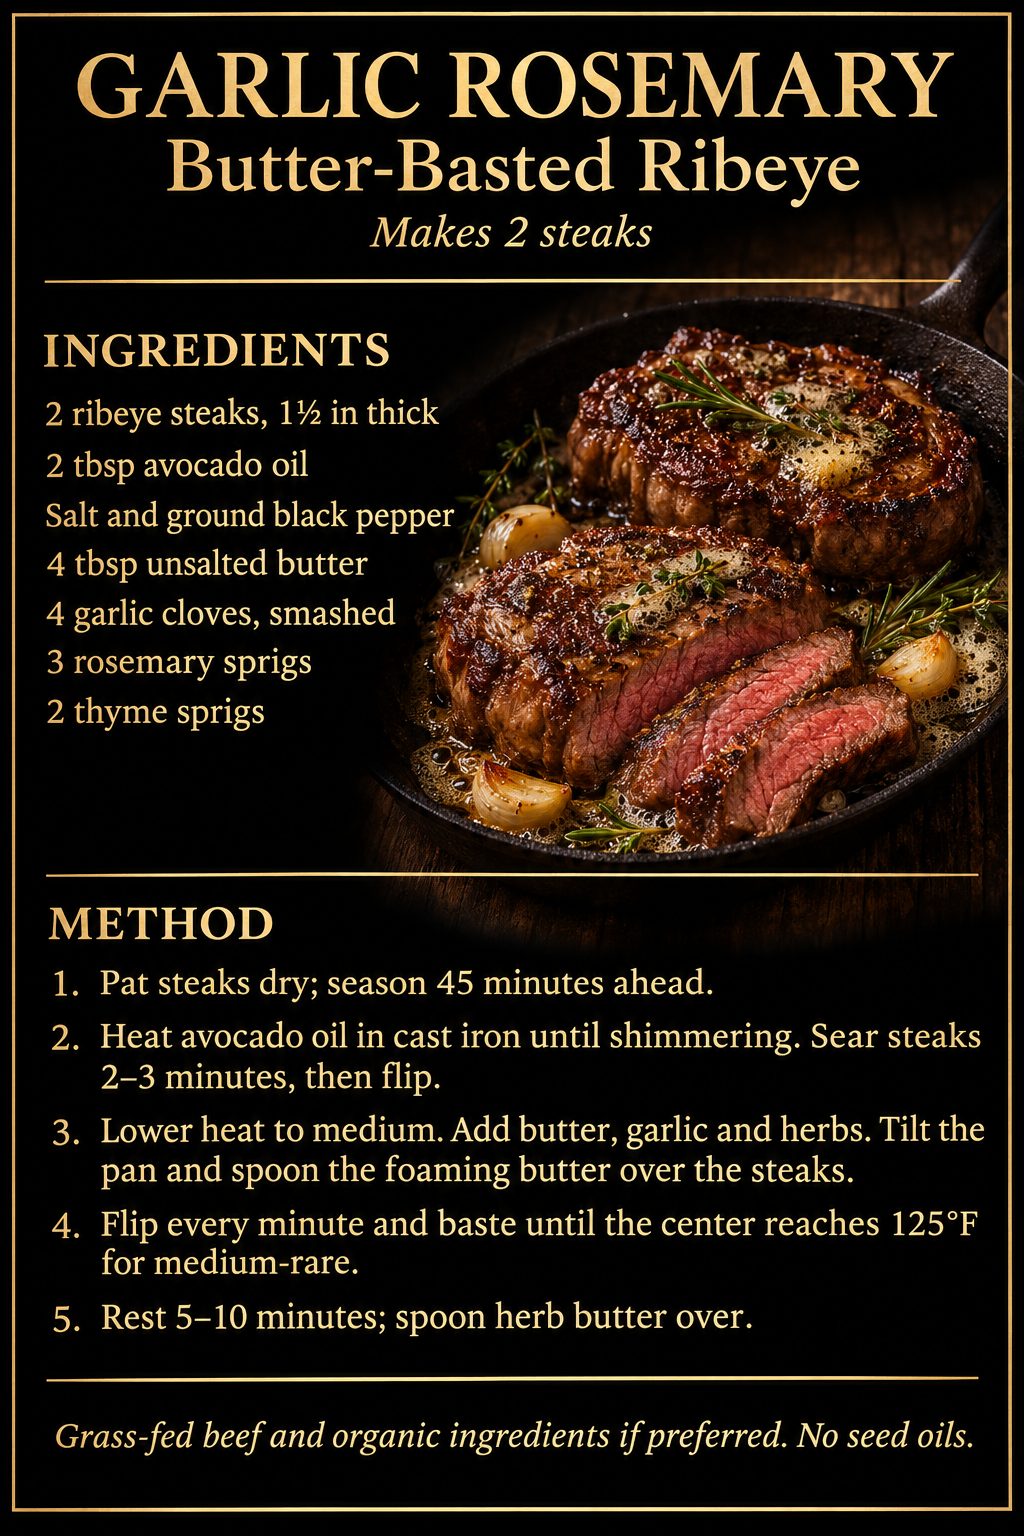 GARLIC ROSEMARY
Butter-Basted Ribeye
Makes 2 steaks
INGREDIENTS
2 ribeye steaks, 1½ in thick
2 tbsp avocado oil
Salt and ground black pepper
4 tbsp unsalted butter
4 garlic cloves, smashed
3 rosemary sprigs
2 thyme sprigs
METHOD
1. Pat steaks dry; season 45 minutes ahead.
2. Heat avocado oil in cast iron until shimmering. Sear steaks
2–3 minutes, then flip.
3. Lower heat to medium. Add butter, garlic and herbs. Tilt the
pan and spoon the foaming butter over the steaks.
4. Flip every minute and baste until the center reaches 125°F
for medium-rare.
5. Rest 5–10 minutes; spoon herb butter over.
Grass-fed beef and organic ingredients if preferred. No seed oils.